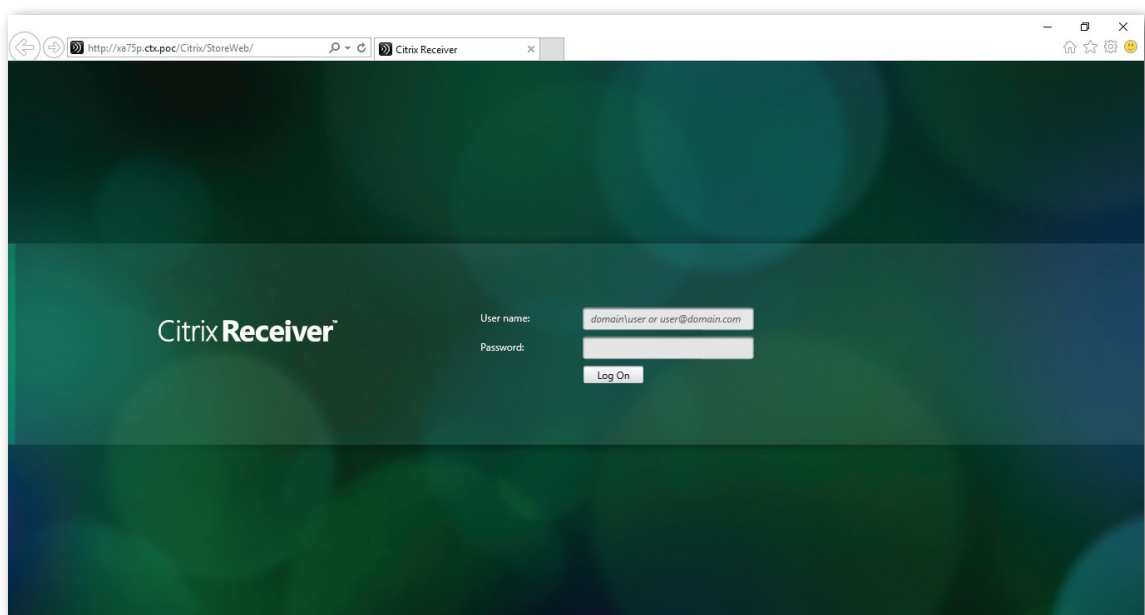 http://xa75p.ctx.poc/Citrix/StoreWeb/
Citrix Receiver
Citrix Receiver™
User name:
domain\user or user@domain.com
Password:
Log On